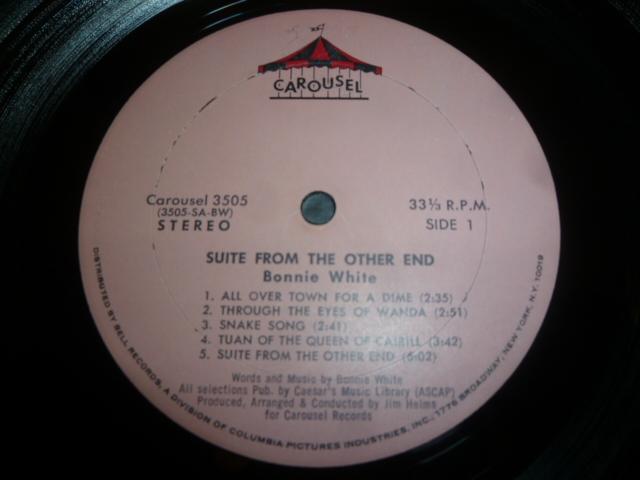 CAROUSEL
Carousel 3505
(3505-SA-BW)
STEREO
33⅓ R.P.M.
SIDE 1
SUITE FROM THE OTHER END
Bonnie White
1. ALL OVER TOWN FOR A DIME (2:35)
2. THROUGH THE EYES OF WANDA (2:51)
3. SNAKE SONG (2:41)
4. TUAN OF THE QUEEN OF CAIBILL (3:42)
5. SUITE FROM THE OTHER END (6:02)
Words and Music by Bonnie White
All selections Pub. by Caesar's Music Library (ASCAP)
Produced, Arranged & Conducted by Jim Helms
for Carousel Records
DISTRIBUTED BY BELL RECORDS, A DIVISION OF COLUMBIA PICTURES INDUSTRIES, INC., 1776 BROADWAY, NEW YORK, N.Y. 10019